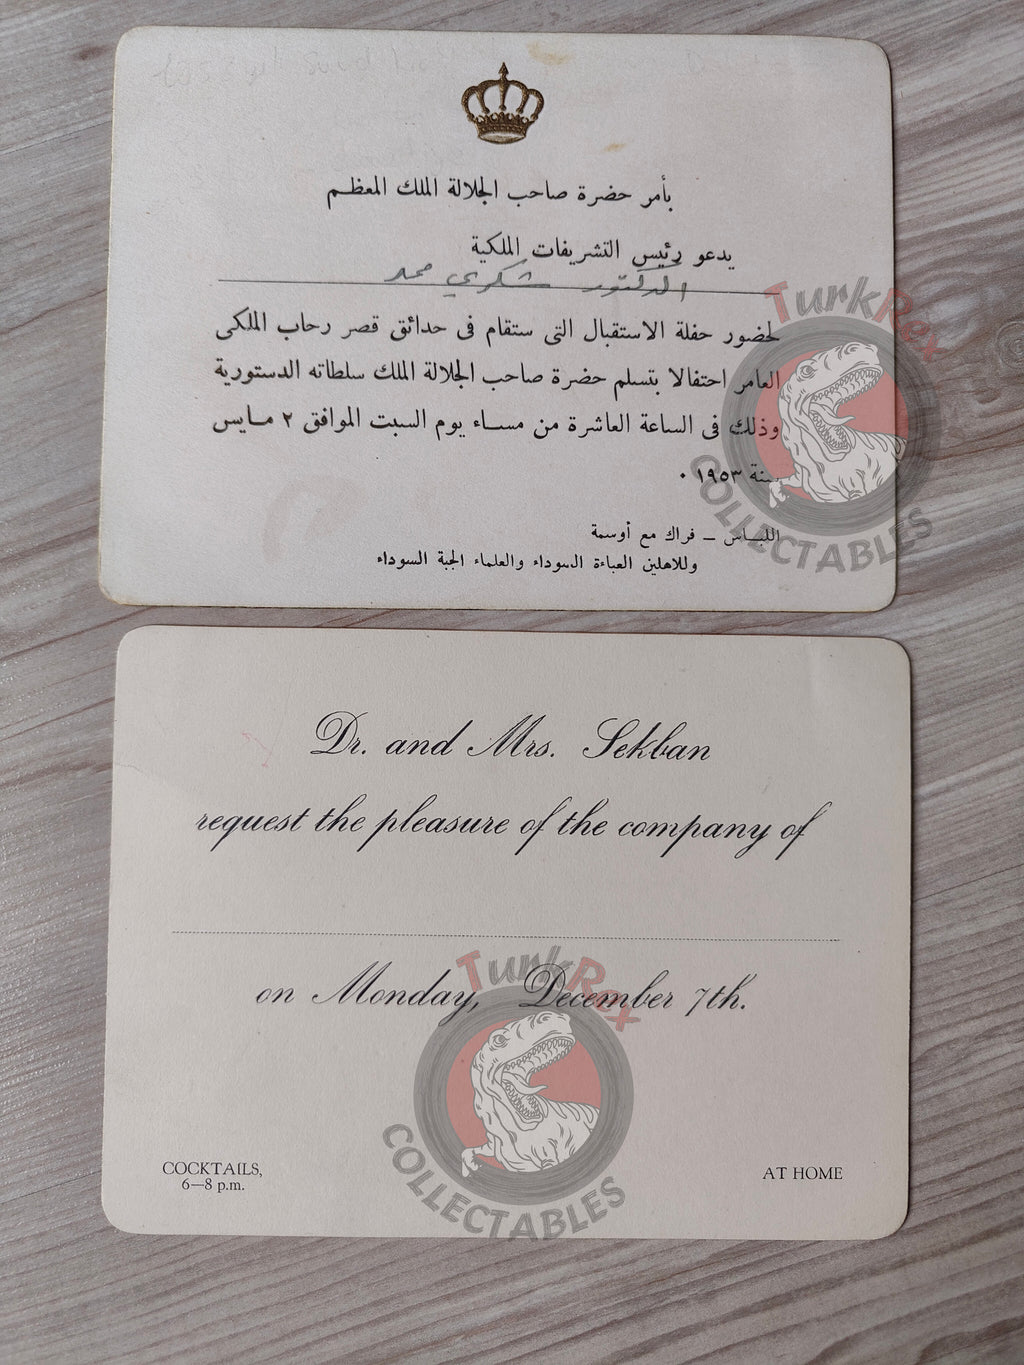 بأمر حضرة صاحب الجلالة الملك المعظم
يدعو رئيس التشريفات الملكية
الدكتور شكري محمد
لحضور حفلة الاستقبال التى ستقام فى حدائق قصر رحاب الملكى
العامر احتفالا بتسلم حضرة صاحب الجلالة الملك سلطاته الدستورية
وذلك فى الساعة العاشرة من مساء يوم السبت الموافق ٢ مايس
سنة ١٩٥٣ ٠
اللباس – فراك مع أوسمة
وللاهلين العباءة السوداء والعلماء الجبة السوداء
TurkRex
COLLECTABLES
Dr. and Mrs. Sekban
request the pleasure of the company of
on Monday, December 7th.
COCKTAILS,
6—8 p.m.
AT HOME
TurkRex
COLLECTABLES